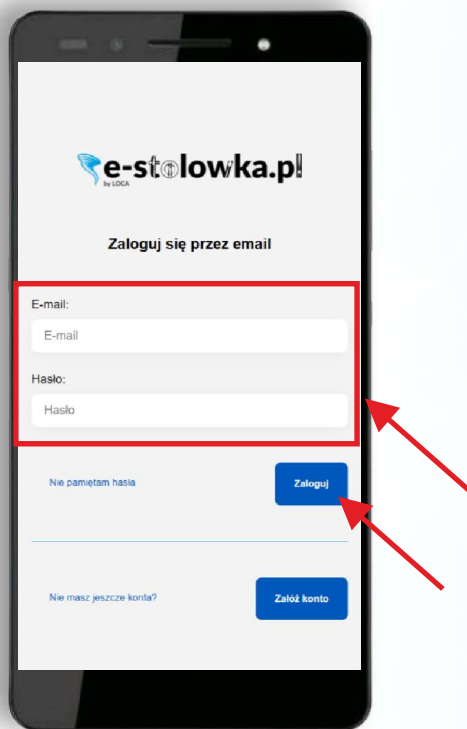 e-stolowka.pl
by LOCA
Zaloguj się przez email
E-mail:
E-mail
Hasło:
Hasło
Nie pamiętam hasła
Zaloguj
Nie masz jeszcze konta?
Załóż konto